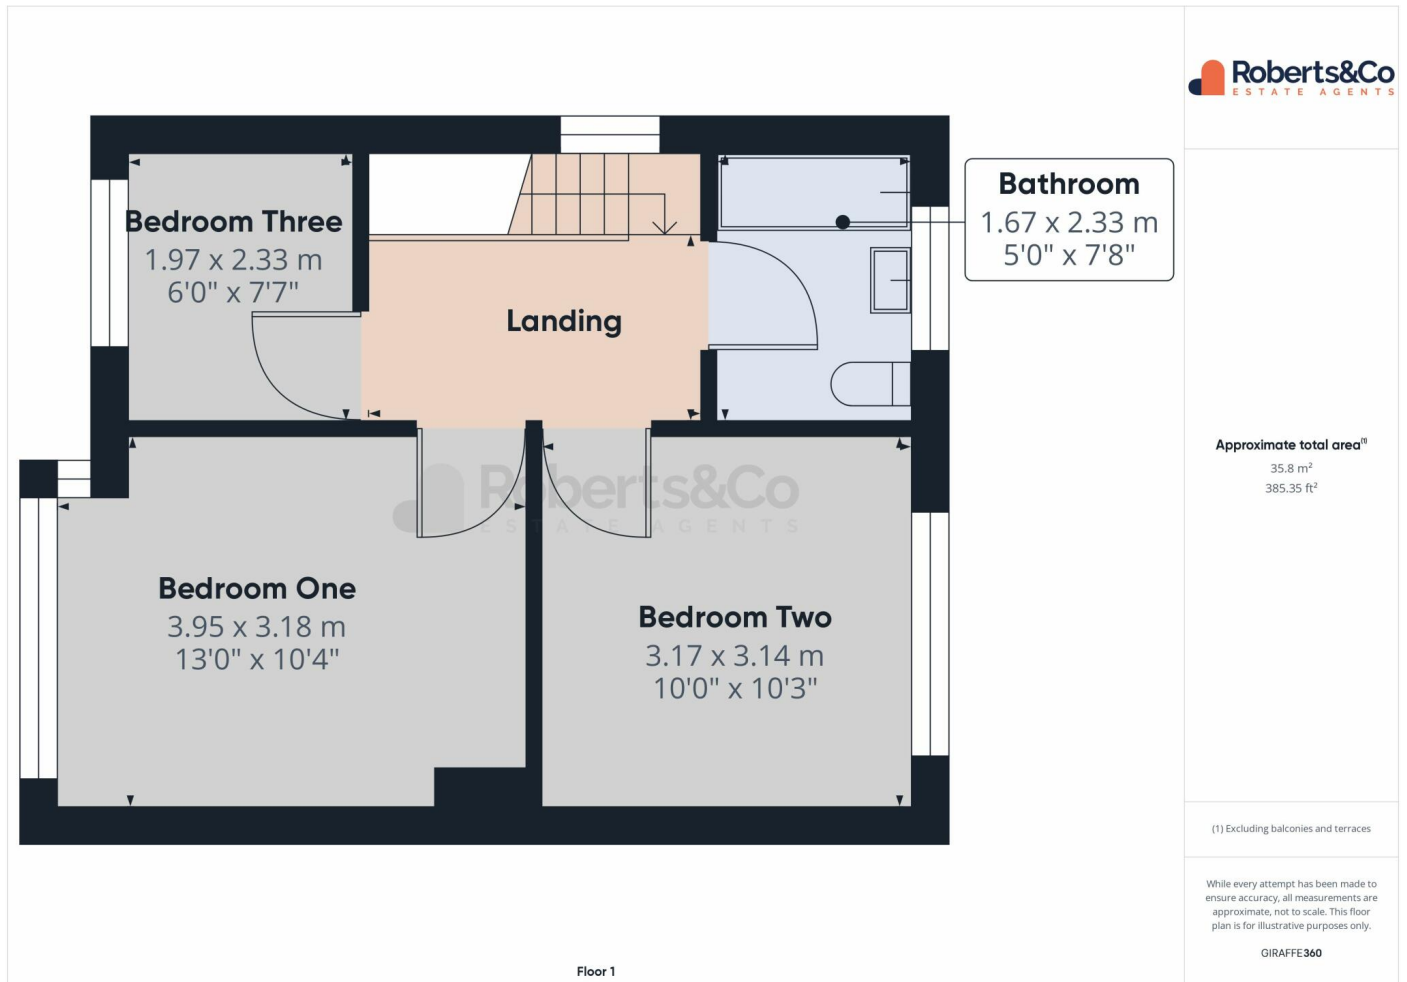 Roberts&Co
ESTATE AGENTS
Bathroom
1.67 x 2.33 m
5'0" x 7'8"
Bedroom Three
1.97 x 2.33 m
6'0" x 7'7"
Landing
Roberts&Co
ESTATE AGENTS
Bedroom One
3.95 x 3.18 m
13'0" x 10'4"
Bedroom Two
3.17 x 3.14 m
10'0" x 10'3"
Floor 1
Approximate total area(1)
35.8 m²
385.35 ft²
(1) Excluding balconies and terraces
While every attempt has been made to
ensure accuracy, all measurements are
approximate, not to scale. This floor
plan is for illustrative purposes only.
GIRAFFE360